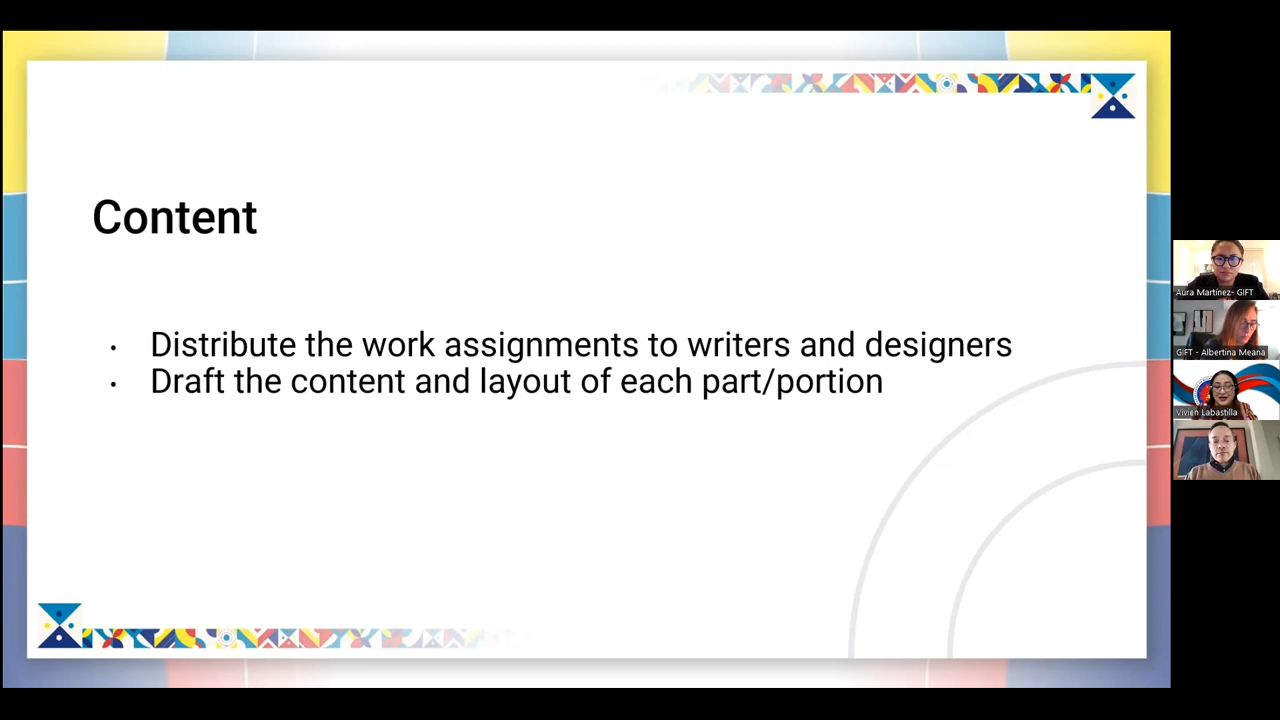 Content
• Distribute the work assignments to writers and designers
• Draft the content and layout of each part/portion
Aura Martínez- GIFT
GIFT - Albertina Meana
Vivien Labastilla